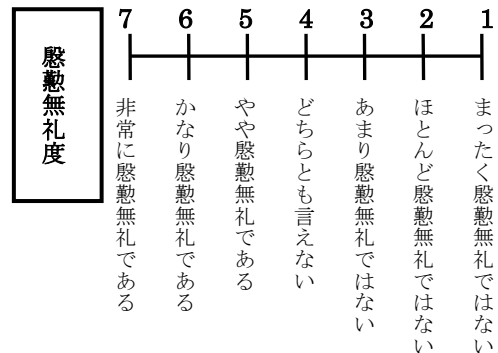 慇懃無礼度
7 6 5 4 3 2 1
まったく慇懃無礼ではない
ほとんど慇懃無礼ではない
あまり慇懃無礼ではない
どちらとも言えない
やや慇懃無礼である
かなり慇懃無礼である
非常に慇懃無礼である